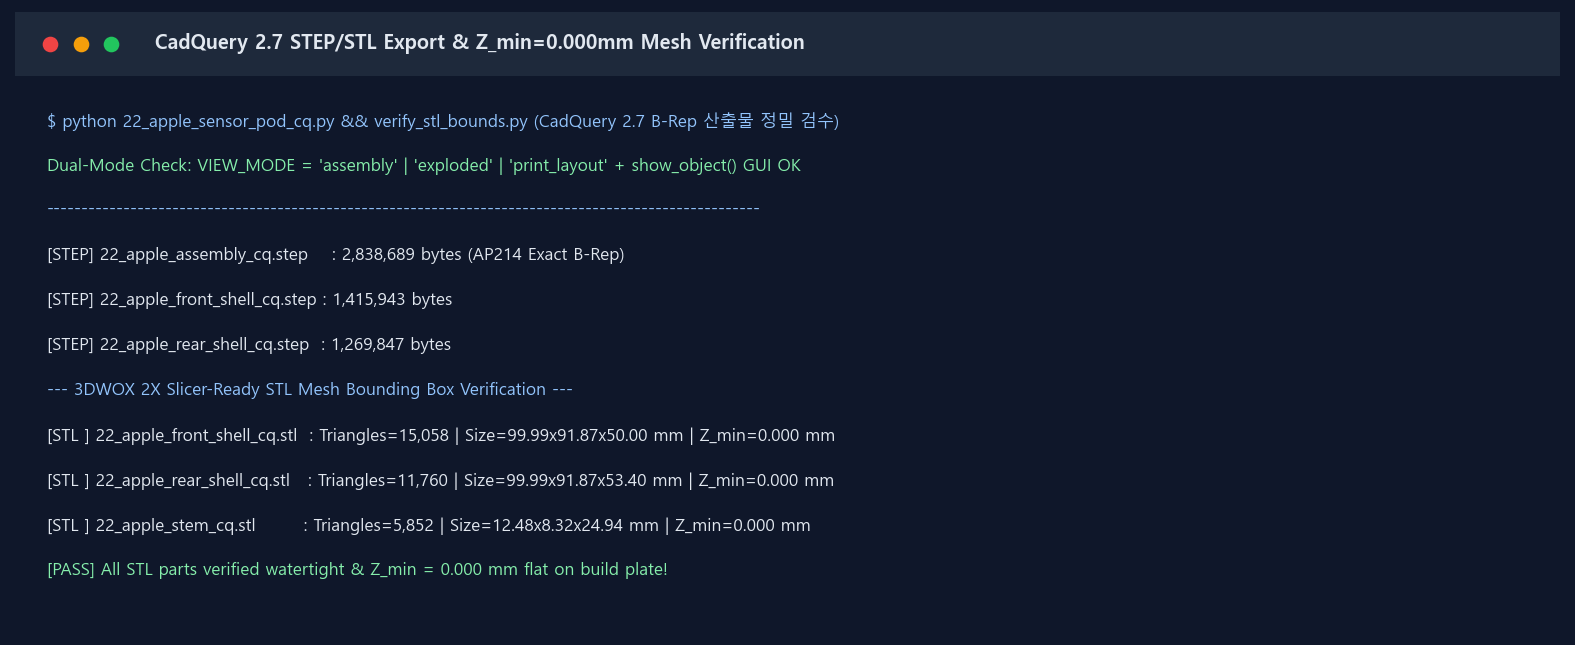 CadQuery 2.7 STEP/STL Export & Z_min=0.000mm Mesh Verification
$ python 22_apple_sensor_pod_cq.py && verify_stl_bounds.py (CadQuery 2.7 B-Rep 산출물 정밀 검수)
Dual-Mode Check: VIEW_MODE = 'assembly' | 'exploded' | 'print_layout' + show_object() GUI OK
--------------------------------------------------------------------------------------------------------
[STEP] 22_apple_assembly_cq.step : 2,838,689 bytes (AP214 Exact B-Rep)
[STEP] 22_apple_front_shell_cq.step : 1,415,943 bytes
[STEP] 22_apple_rear_shell_cq.step : 1,269,847 bytes
--- 3DWOX 2X Slicer-Ready STL Mesh Bounding Box Verification ---
[STL ] 22_apple_front_shell_cq.stl : Triangles=15,058 | Size=99.99x91.87x50.00 mm | Z_min=0.000 mm
[STL ] 22_apple_rear_shell_cq.stl : Triangles=11,760 | Size=99.99x91.87x53.40 mm | Z_min=0.000 mm
[STL ] 22_apple_stem_cq.stl : Triangles=5,852 | Size=12.48x8.32x24.94 mm | Z_min=0.000 mm
[PASS] All STL parts verified watertight & Z_min = 0.000 mm flat on build plate!